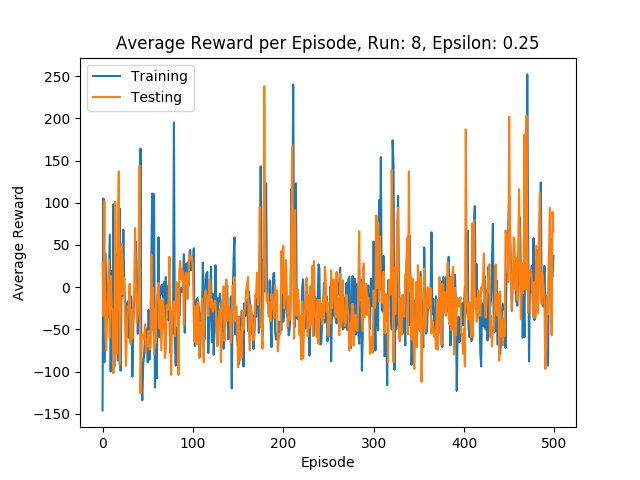 Average Reward per Episode, Run: 8, Epsilon: 0.25
Training
Testing
250
200
150
100
50
0
−50
−100
−150
Average Reward
0 100 200 300 400 500
Episode